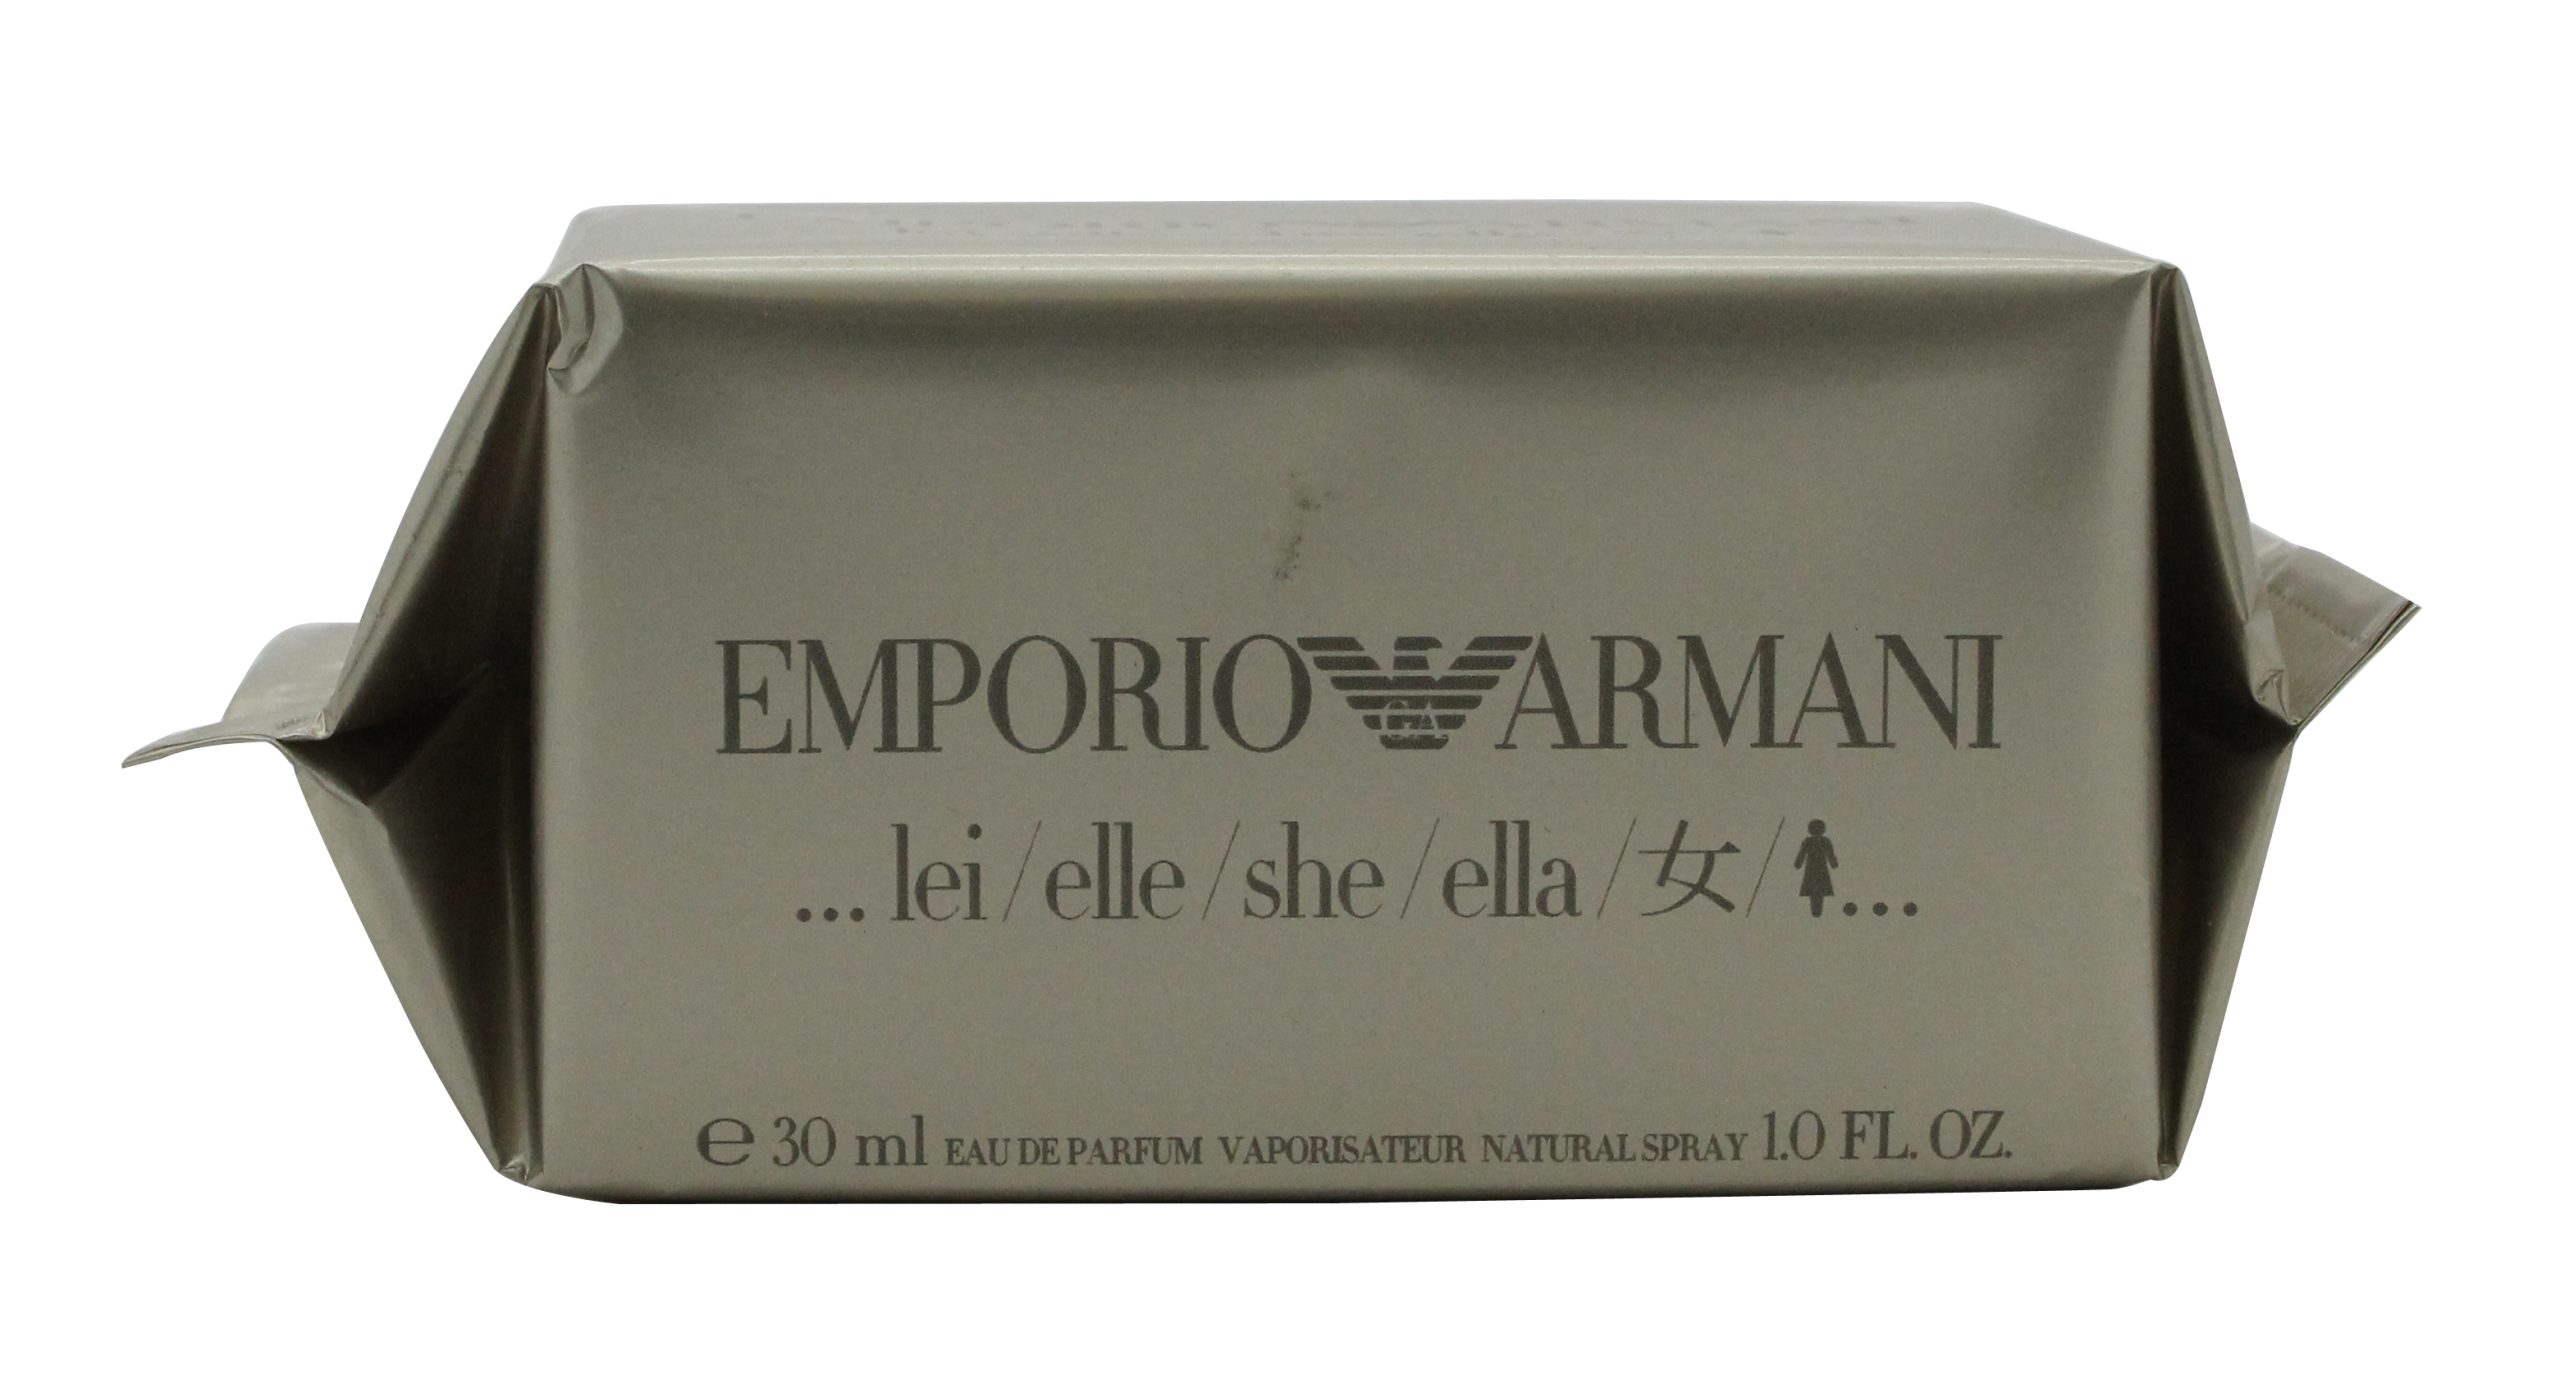 EMPORIO ARMANI
... lei / elle / she / ella / 女 / ...
e 30 ml EAU DE PARFUM VAPORISATEUR NATURAL SPRAY 1.0 FL. OZ.